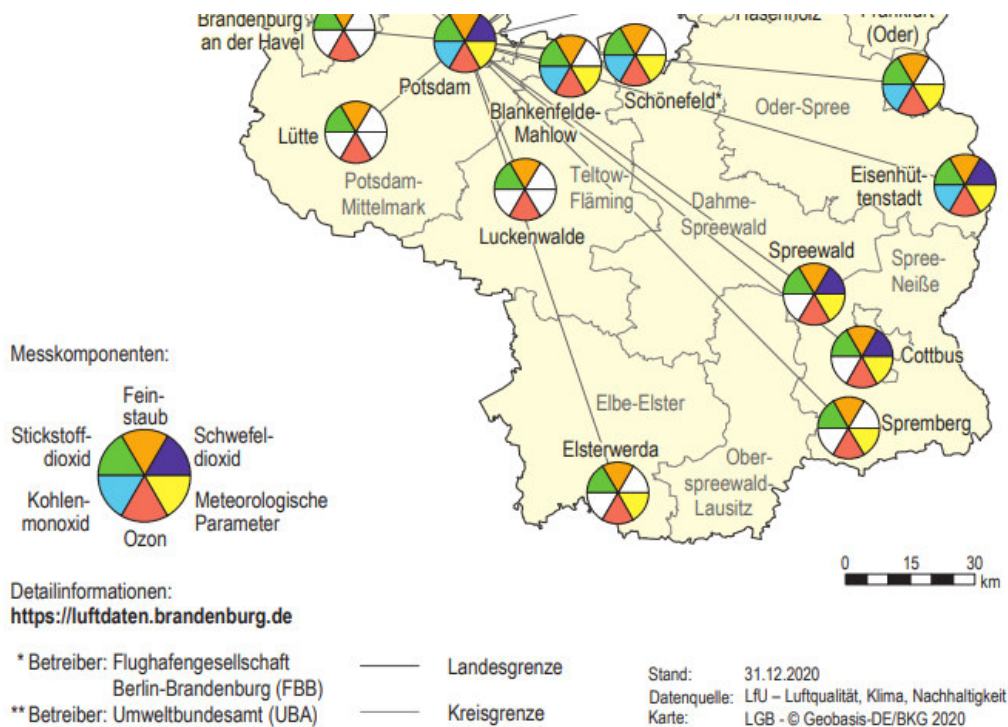 Brandenburg
an der Havel
Hasenholz
Frankfurt
(Oder)
Potsdam
Schönefeld*
Blankenfelde-
Mahlow
Oder-Spree
Lütte
Potsdam-
Mittelmark
Teltow-
Fläming
Eisenhüt-
tenstadt
Luckenwalde
Dahme-
Spreewald
Spreewald
Spree-
Neiße
Cottbus
Elbe-Elster
Spremberg
Elsterwerda
Ober-
spreewald-
Lausitz
Messkomponenten:
Fein-
staub
Stickstoff-
dioxid
Schwefel-
dioxid
Kohlen-
monoxid
Meteorologische
Parameter
Ozon
0 15 30
km
Detailinformationen:
https://luftdaten.brandenburg.de
* Betreiber: Flughafengesellschaft
Berlin-Brandenburg (FBB)
** Betreiber: Umweltbundesamt (UBA)
Landesgrenze
Kreisgrenze
Stand: 31.12.2020
Datenquelle: LfU – Luftqualität, Klima, Nachhaltigkeit
Karte: LGB - © Geobasis-DE/BKG 2020